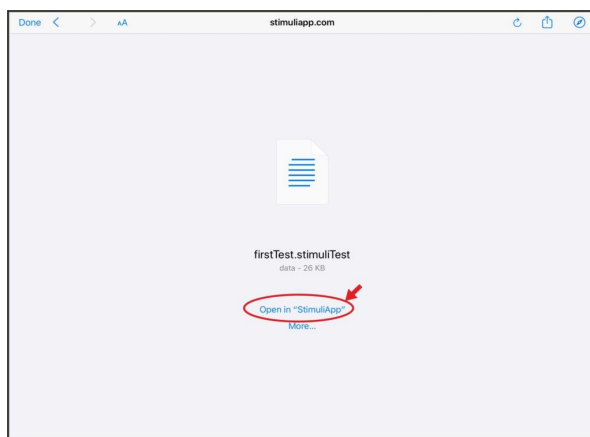 Done < > AA stimuliapp.com
firstTest.stimuliTest
data - 26 KB
Open in "StimuliApp"
More...